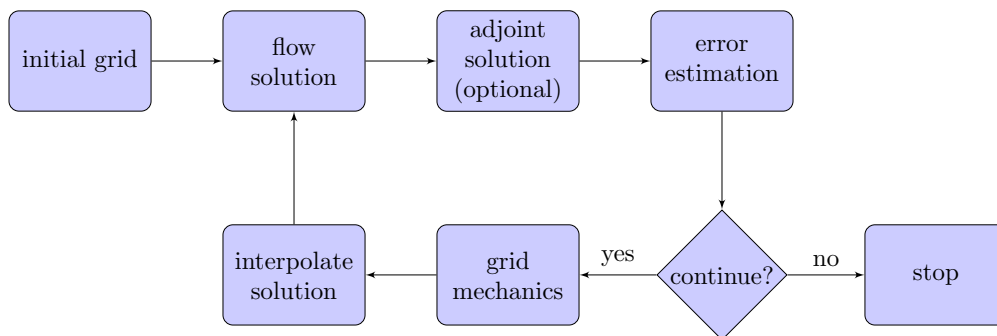 initial grid
flow
solution
adjoint
solution
(optional)
error
estimation
interpolate
solution
grid
mechanics
yes
continue?
no
stop